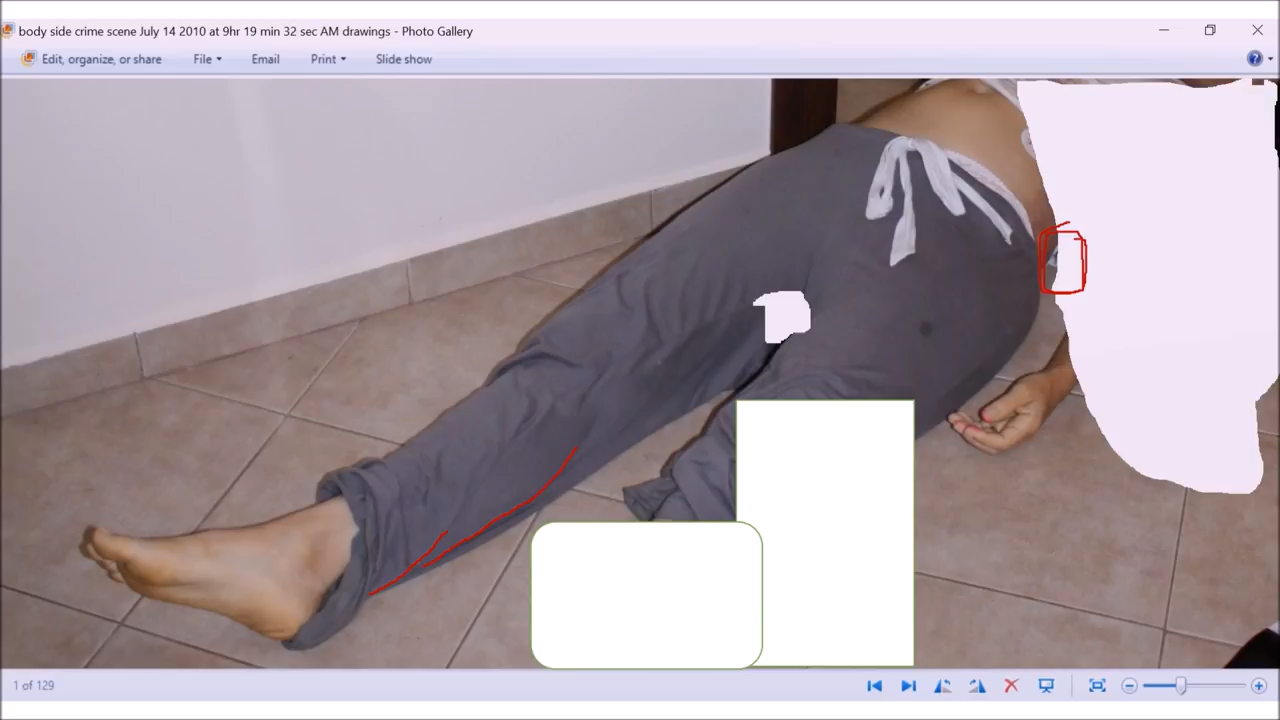 body side crime scene July 14 2010 at 9hr 19 min 32 sec AM drawings - Photo Gallery
Edit, organize, or share File Email Print Slide show
1 of 129